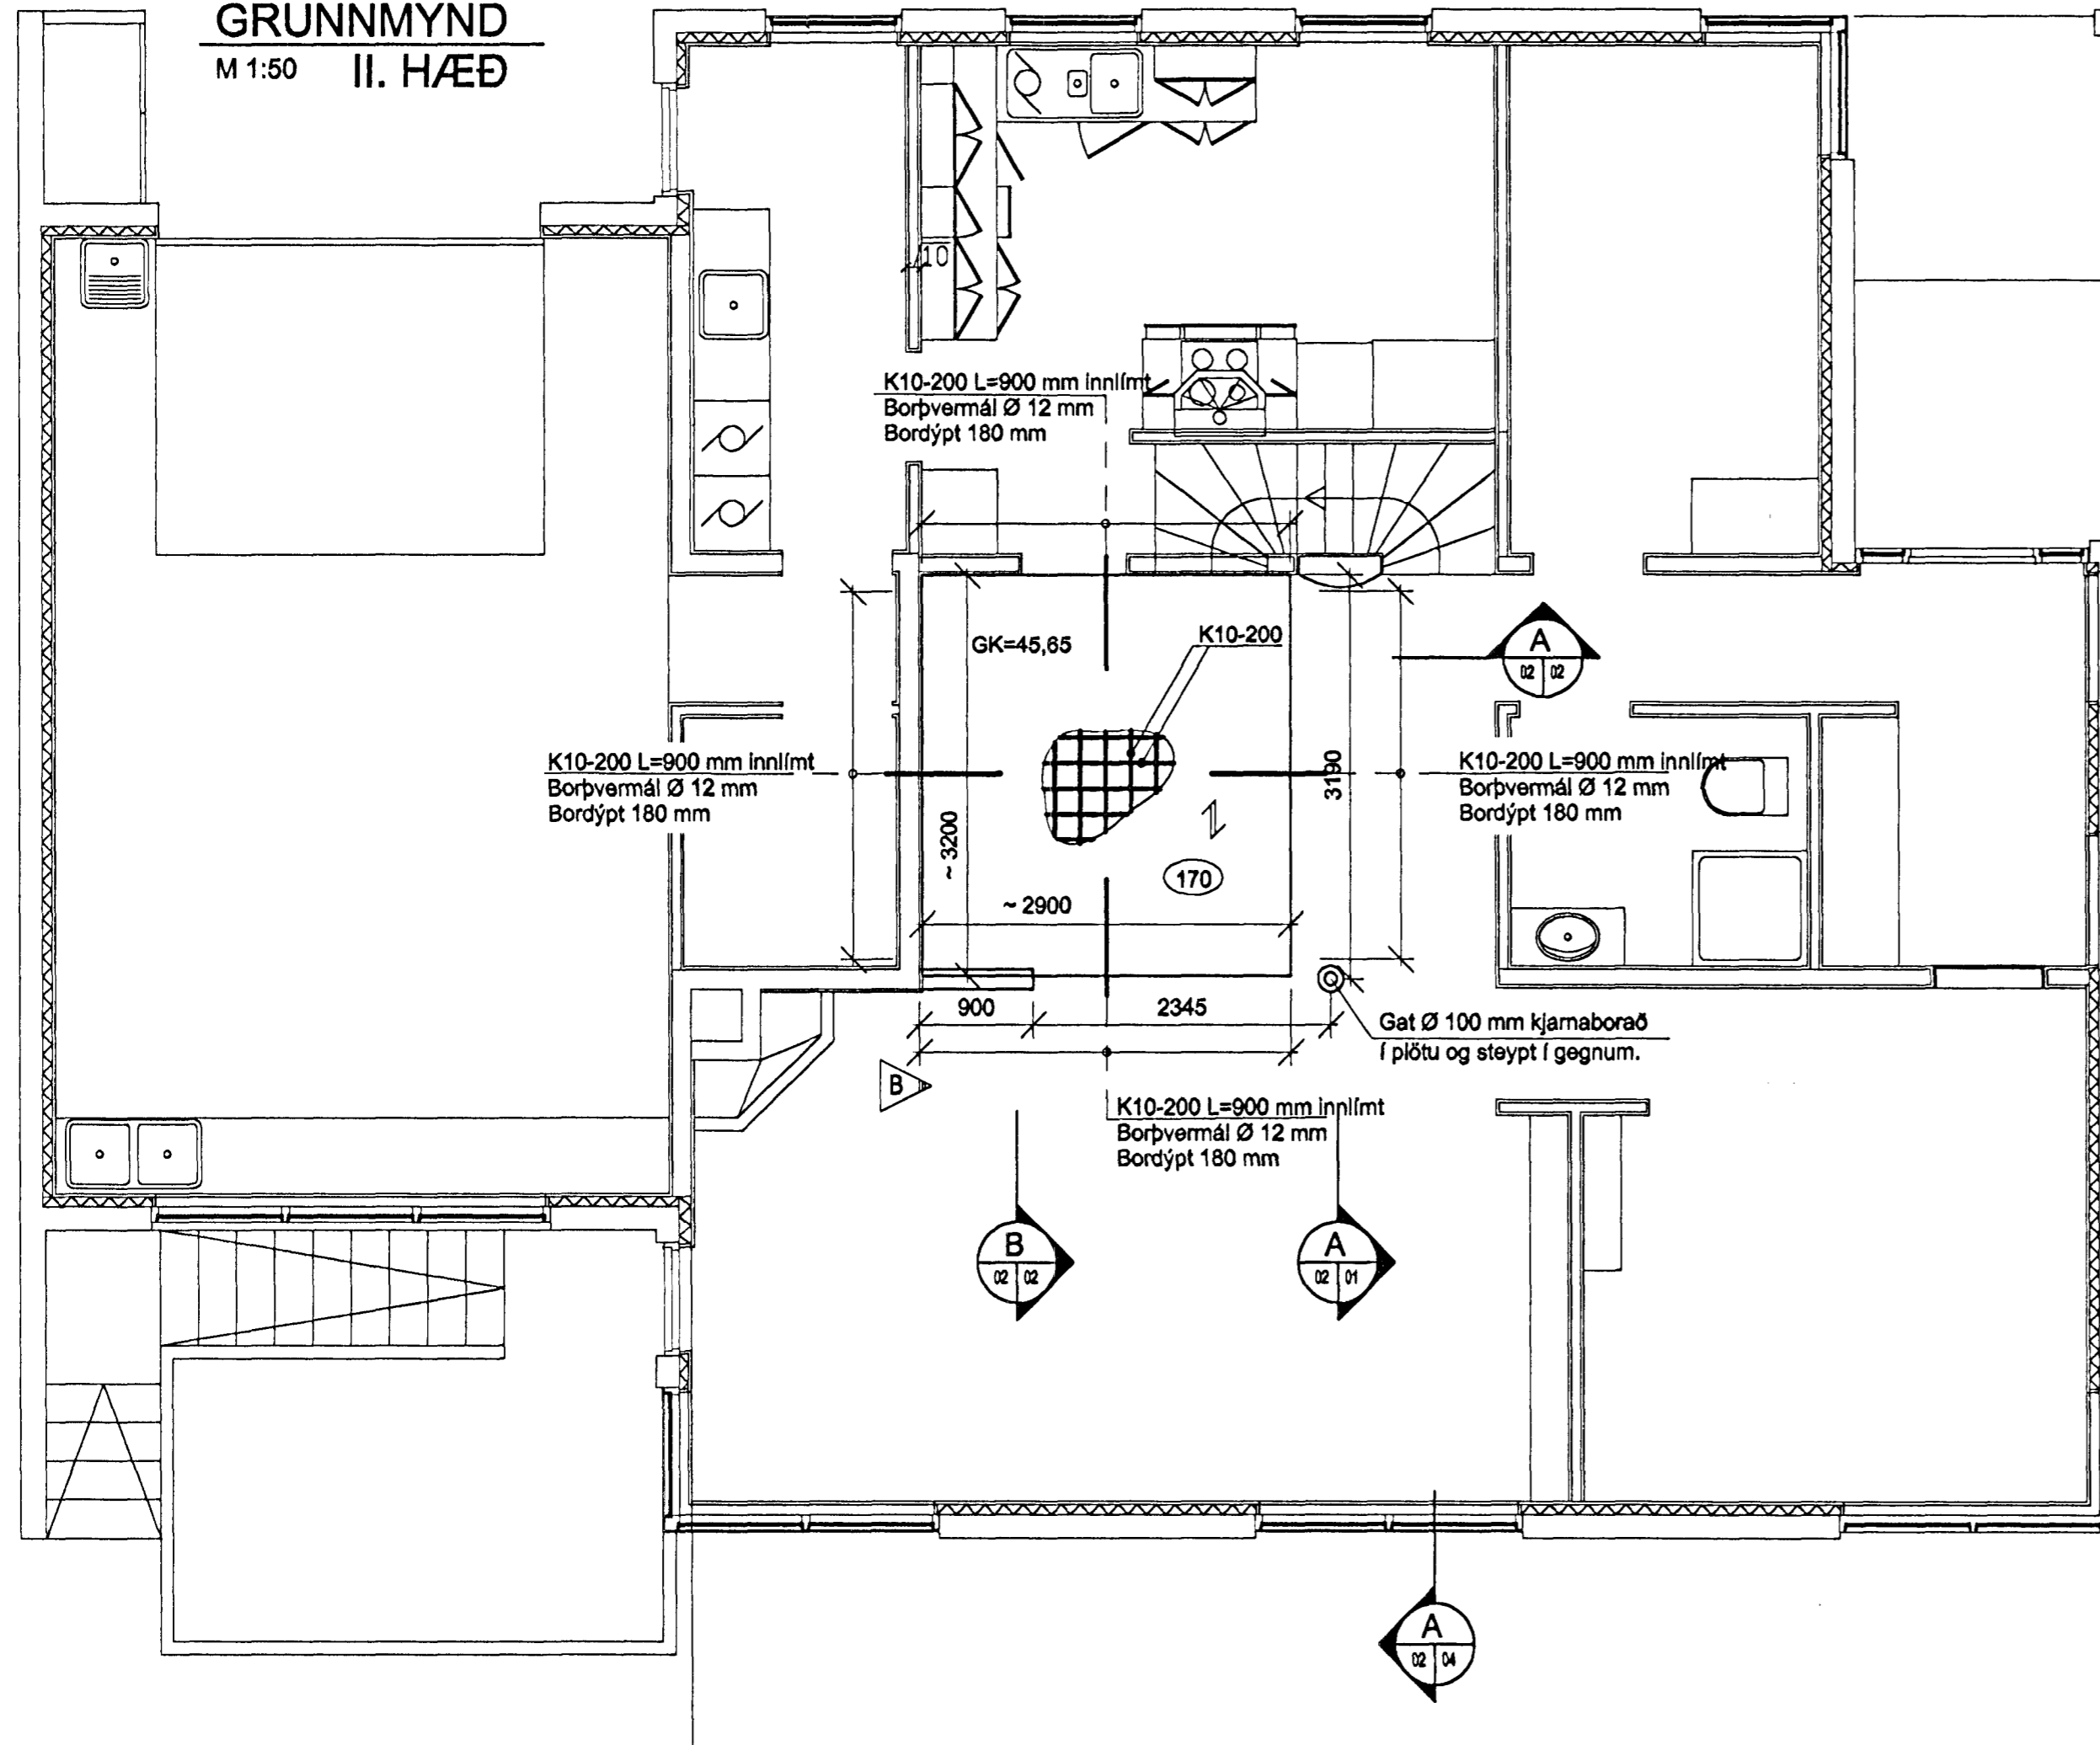 GRUNNMYND
M 1:50 II. HÆÐ
10
K10-200 L=900 mm innlímt
Borþvermál Ø 12 mm
Bordýpt 180 mm
GK=45,65
K10-200
A
02 02
K10-200 L=900 mm innlímt
Borþvermál Ø 12 mm
Bordýpt 180 mm
3190
K10-200 L=900 mm innlímt
Borþvermál Ø 12 mm
Bordýpt 180 mm
~ 3200
170
~ 2900
900
2345
Gat Ø 100 mm kjarnaborað
í plötu og steypt í gegnum.
B
K10-200 L=900 mm innlímt
Borþvermál Ø 12 mm
Bordýpt 180 mm
B
02 02
A
02 01
A
02 04